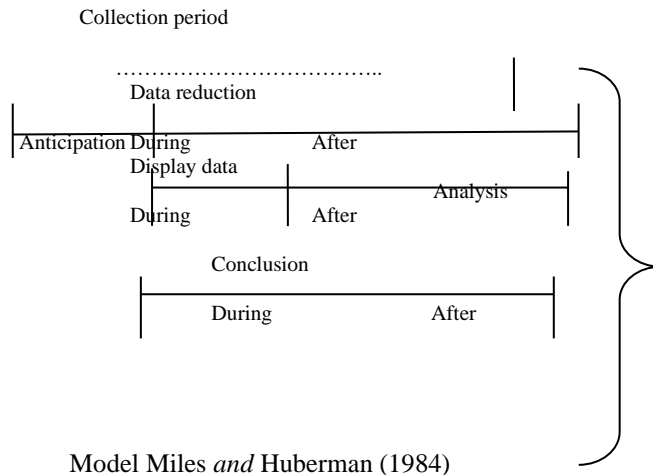 Collection period
…………………………………..
Data reduction
Anticipation During After
Display data
Analysis
During After
Conclusion
During After
Model Miles and Huberman (1984)